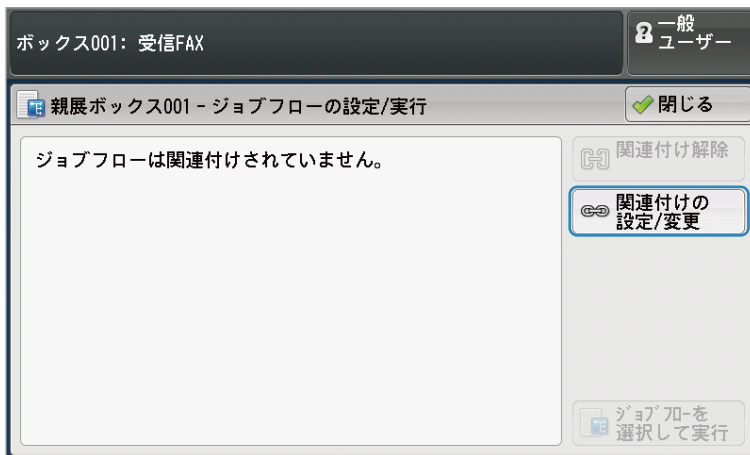 ボックス001: 受信FAX
一般
ユーザー
親展ボックス001 - ジョブフローの設定/実行
閉じる
ジョブフローは関連付けされていません。
関連付け解除
関連付けの
設定/変更
ジョブフローを
選択して実行